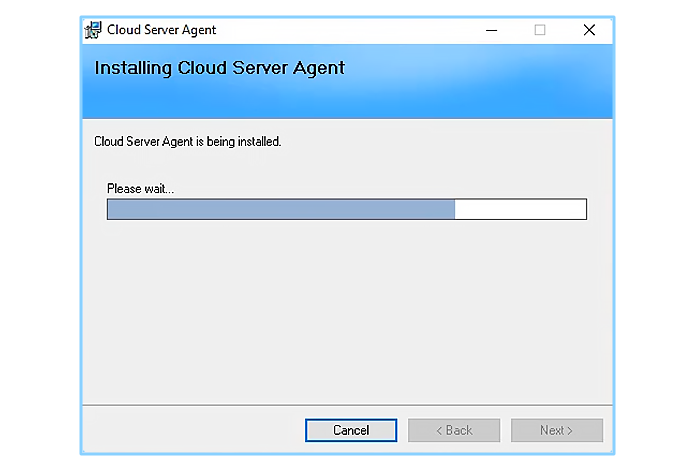 Cloud Server Agent
Installing Cloud Server Agent
Cloud Server Agent is being installed.
Please wait...
Cancel
< Back
Next >